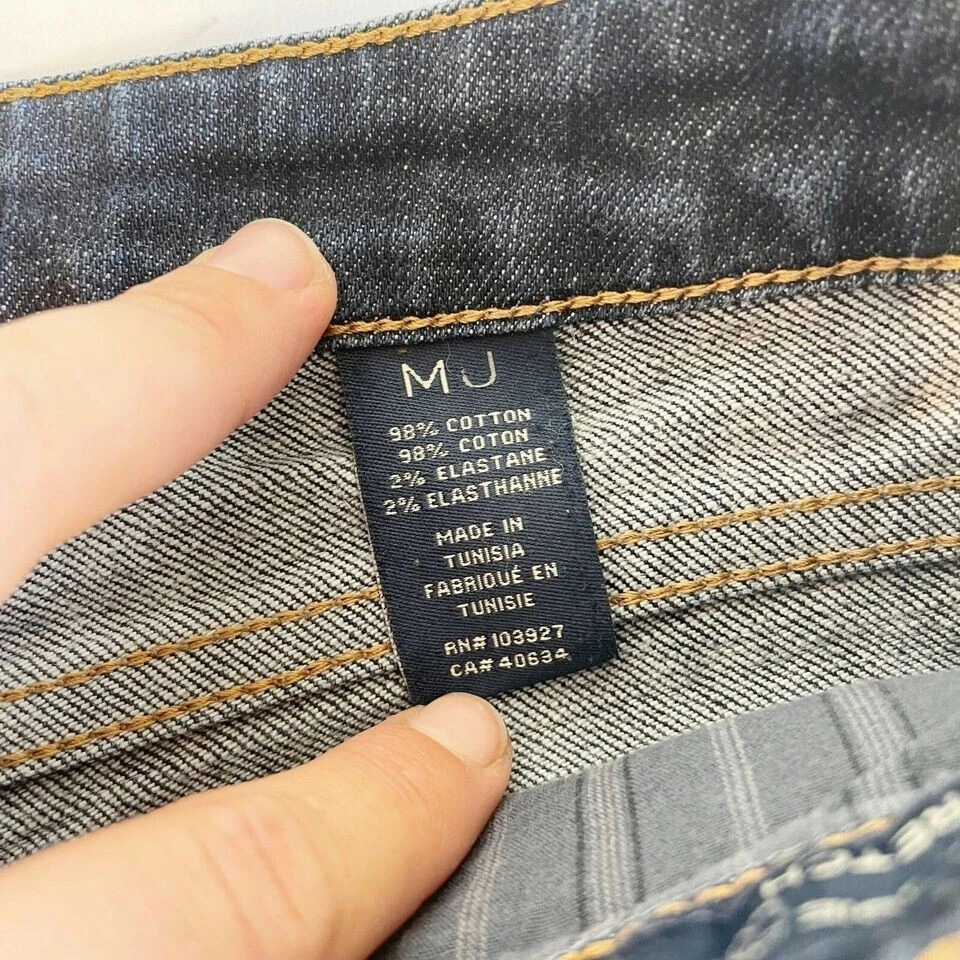 MJ
98% COTTON
98% COTON
2% ELASTANE
2% ELASTHANNE
MADE IN
TUNISIA
FABRIQUÉ EN
TUNISIE
RN# 103927
CA# 40634